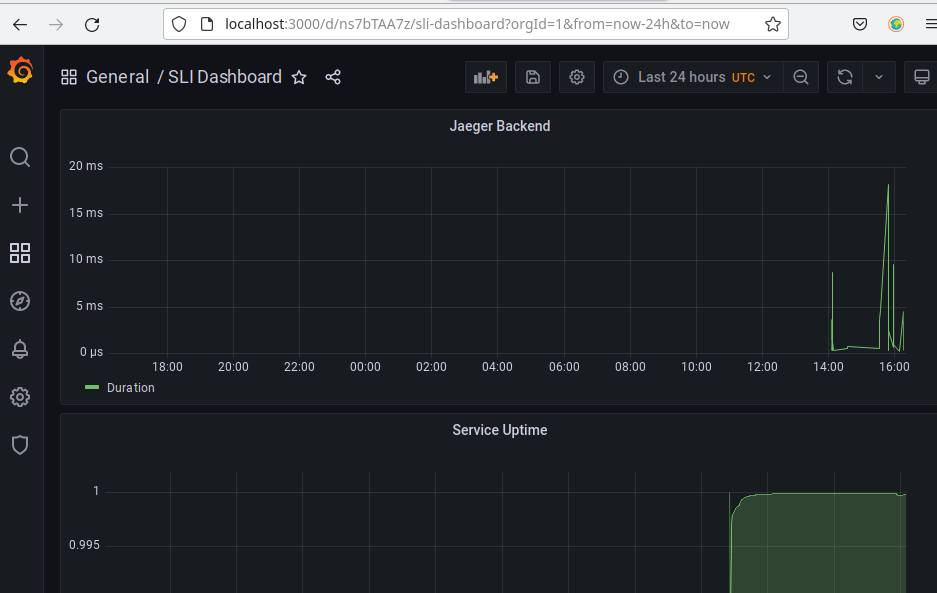 localhost:3000/d/ns7bTAA7z/sli-dashboard?orgId=1&from=now-24h&to=now
General / SLI Dashboard
Last 24 hours UTC
Jaeger Backend
20 ms
15 ms
10 ms
5 ms
0 µs
18:00 20:00 22:00 00:00 02:00 04:00 06:00 08:00 10:00 12:00 14:00 16:00
Duration
Service Uptime
1
0.995